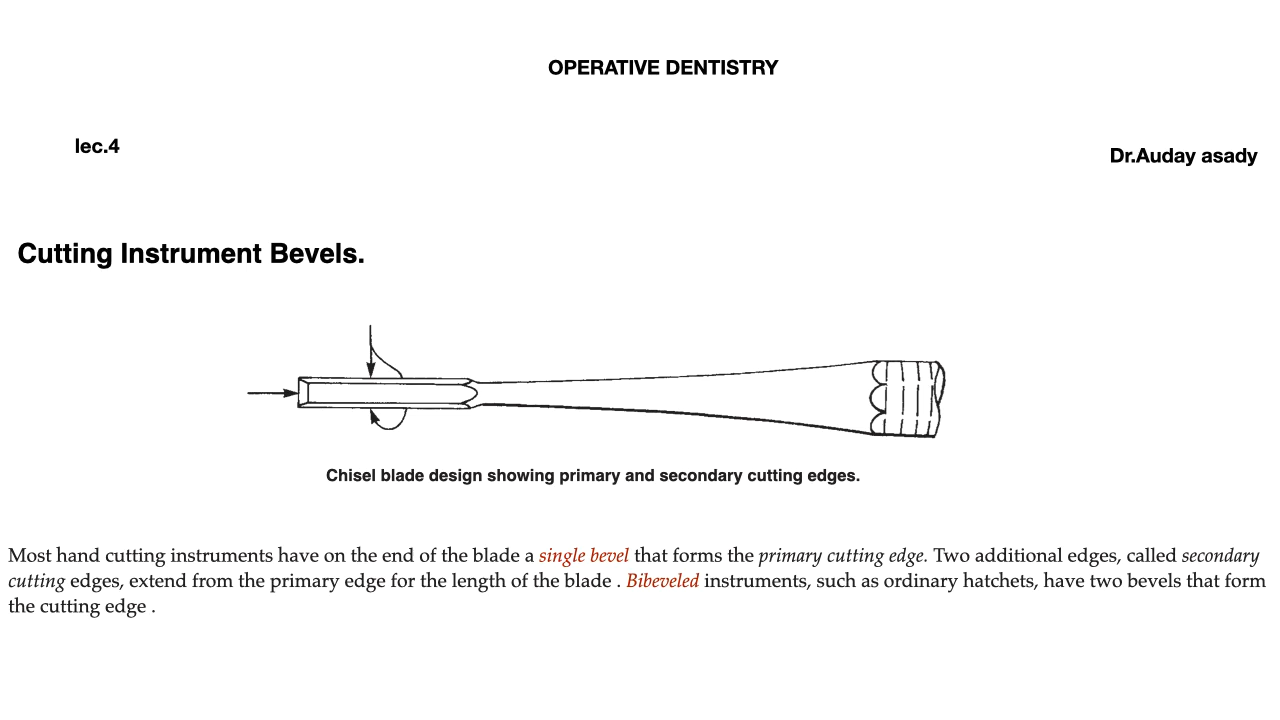 OPERATIVE DENTISTRY
lec.4
Dr.Auday asady
Cutting Instrument Bevels.
Chisel blade design showing primary and secondary cutting edges.
Most hand cutting instruments have on the end of the blade a single bevel that forms the primary cutting edge. Two additional edges, called secondary
cutting edges, extend from the primary edge for the length of the blade . Bibeveled instruments, such as ordinary hatchets, have two bevels that form
the cutting edge .